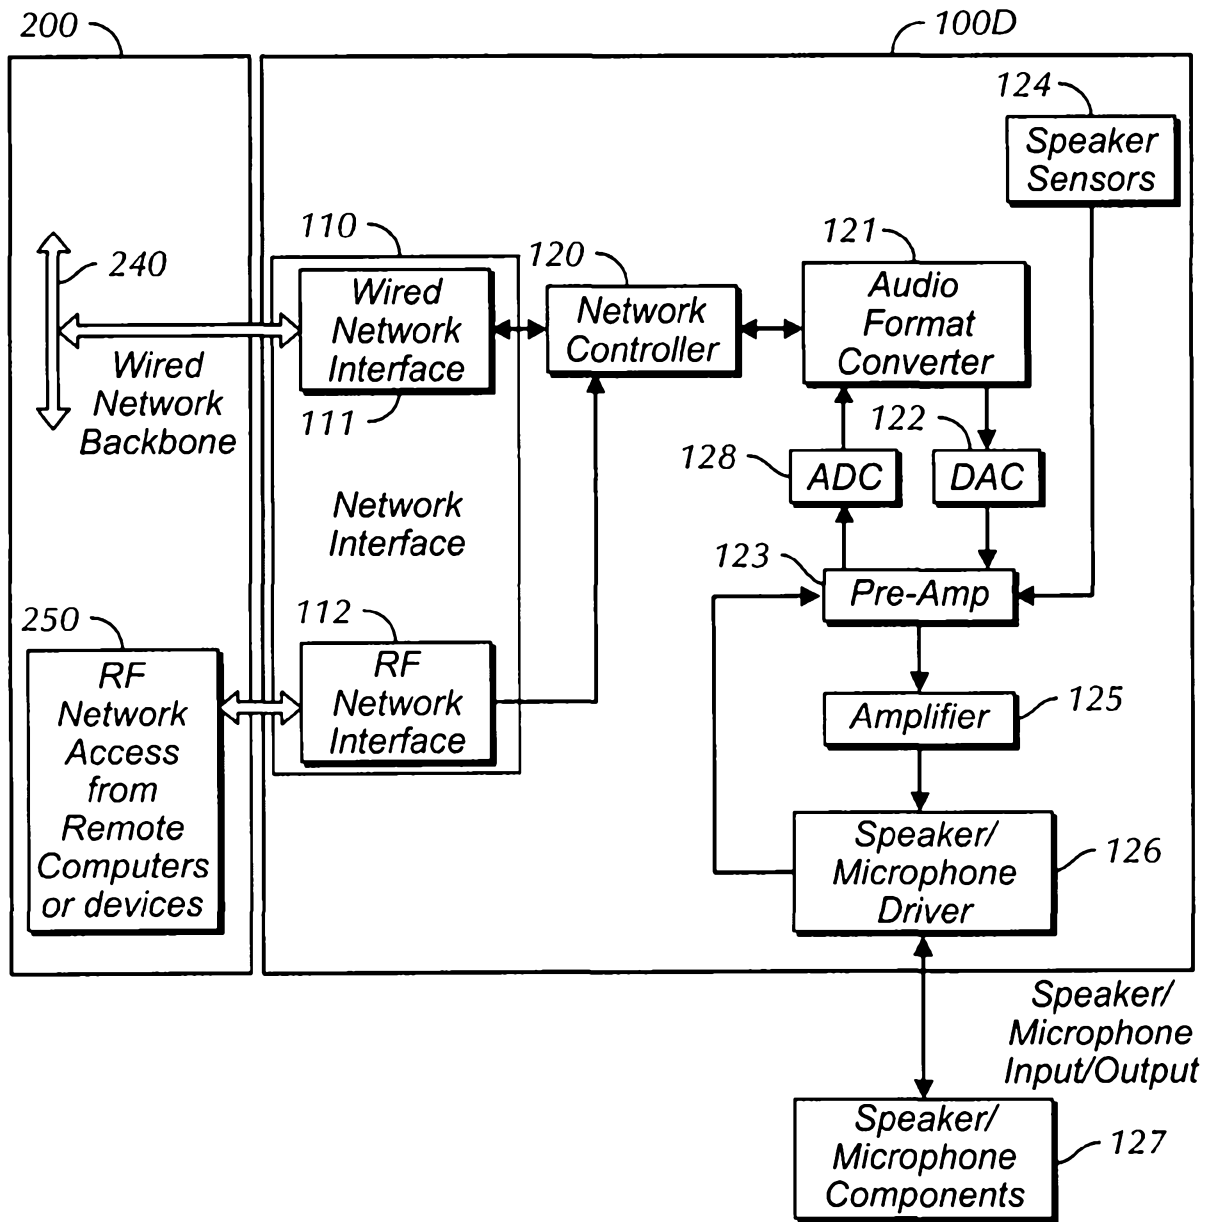 200
100D
124
Speaker
Sensors
110
240
120
121
Wired
Network
Interface
Network
Controller
Audio
Format
Converter
Wired
Network
Backbone
111
122
128
ADC
DAC
Network
Interface
123
Pre-Amp
250
112
RF
Network
Access
from
Remote
Computers
or devices
RF
Network
Interface
Amplifier
125
Speaker/
Microphone
Driver
126
Speaker/
Microphone
Input/Output
Speaker/
Microphone
Components
127